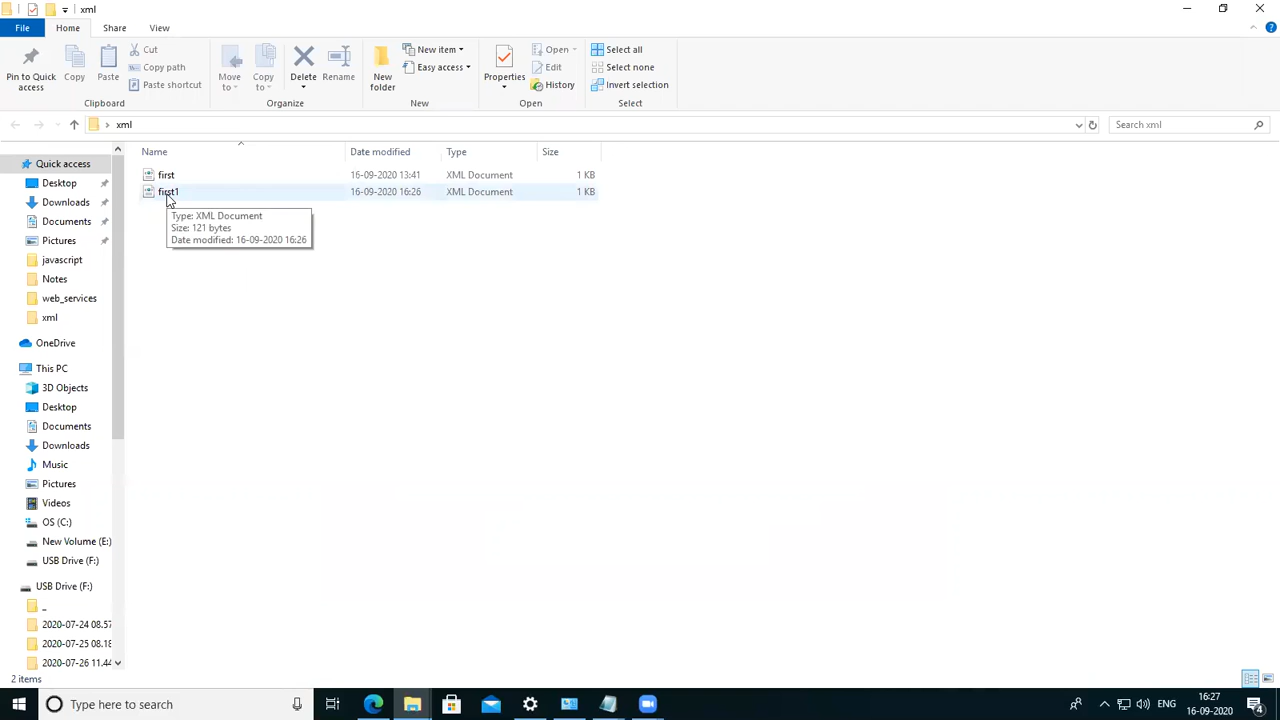 xml
File Home Share View
Pin to Quick access
Copy
Paste
Cut
Copy path
Paste shortcut
Clipboard
Move to
Copy to
Delete
Rename
Organize
New folder
New item
Easy access
New
Properties
Open
Edit
History
Open
Select all
Select none
Invert selection
Select
xml
Search xml
Name Date modified Type Size
first 16-09-2020 13:41 XML Document 1 KB
first1 16-09-2020 16:26 XML Document 1 KB
Type: XML Document
Size: 121 bytes
Date modified: 16-09-2020 16:26
Quick access
Desktop
Downloads
Documents
Pictures
javascript
Notes
web_services
xml
OneDrive
This PC
3D Objects
Desktop
Documents
Downloads
Music
Pictures
Videos
OS (C:)
New Volume (E:)
USB Drive (F:)
USB Drive (F:)
_
2020-07-24 08.57
2020-07-25 08.18
2020-07-26 11.44
2 items
Type here to search
ENG
16:27
16-09-2020
4